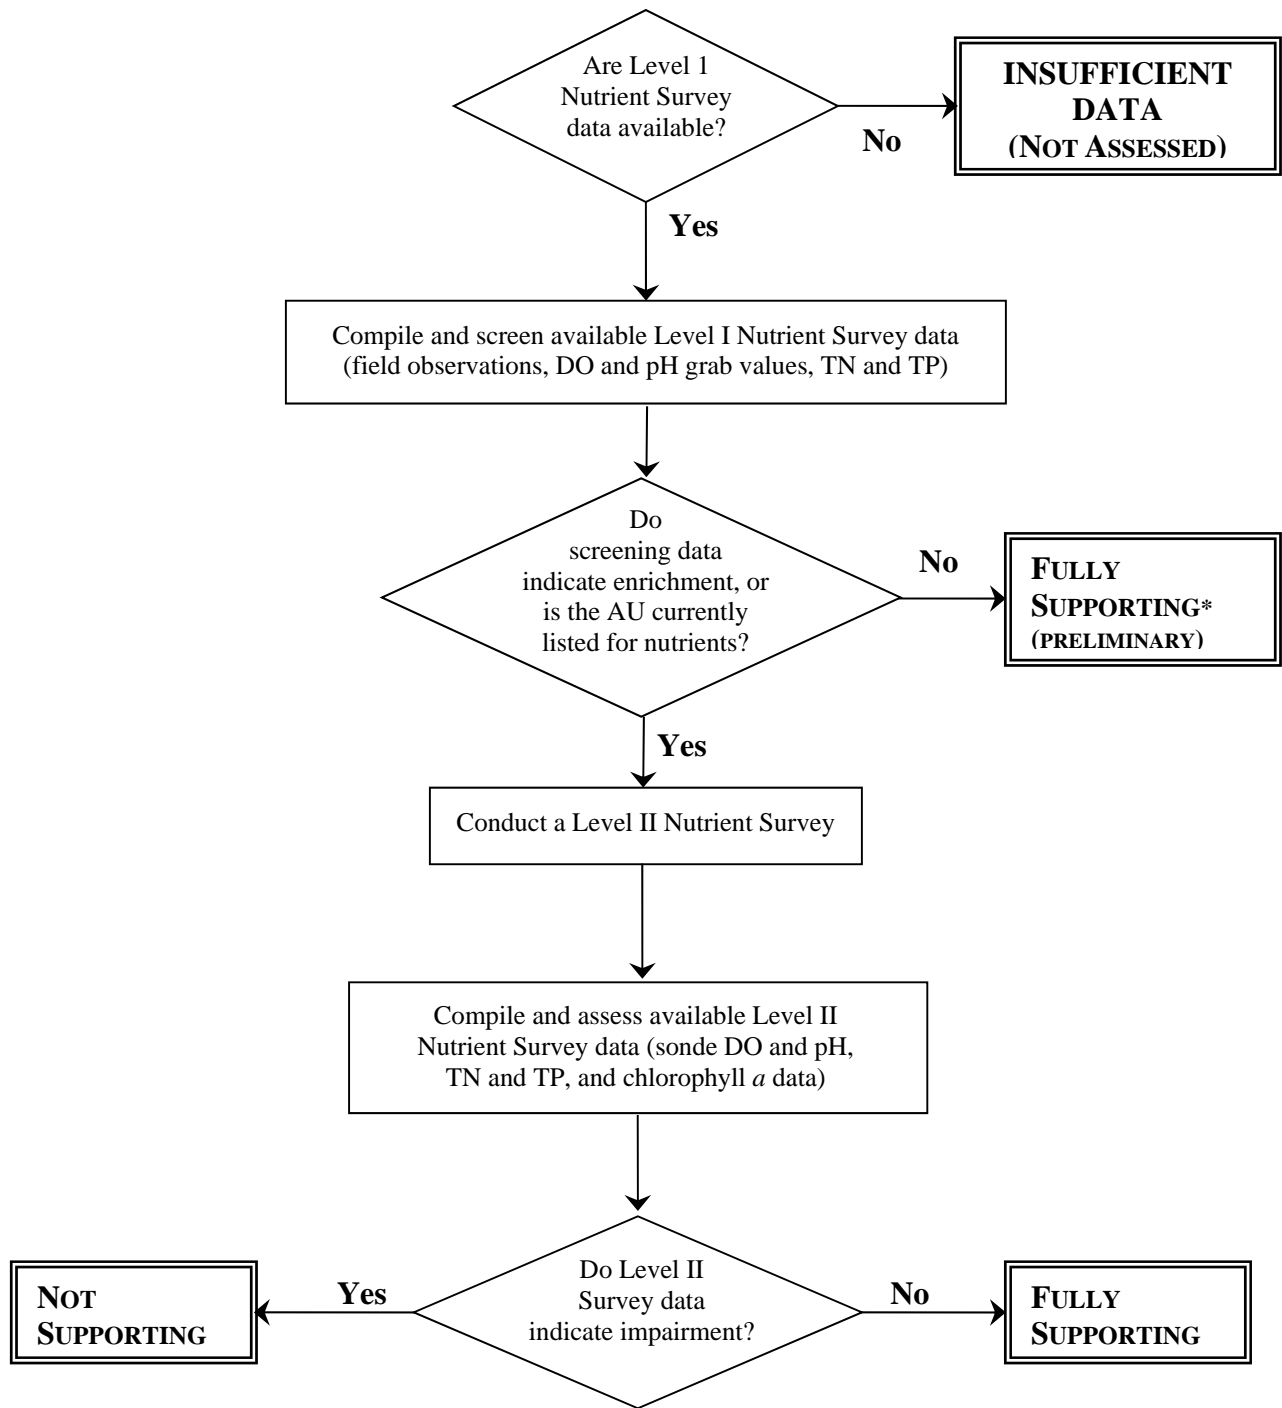 Are Level 1
Nutrient Survey
data available?
INSUFFICIENT
DATA
(NOT ASSESSED)
No
Yes
Compile and screen available Level I Nutrient Survey data
(field observations, DO and pH grab values, TN and TP)
Do
screening data
indicate enrichment, or
is the AU currently
listed for nutrients?
No
FULLY
SUPPORTING*
(PRELIMINARY)
Yes
Conduct a Level II Nutrient Survey
Compile and assess available Level II
Nutrient Survey data (sonde DO and pH,
TN and TP, and chlorophyll a data)
Do Level II
Survey data
indicate impairment?
Yes
NOT
SUPPORTING
No
FULLY
SUPPORTING